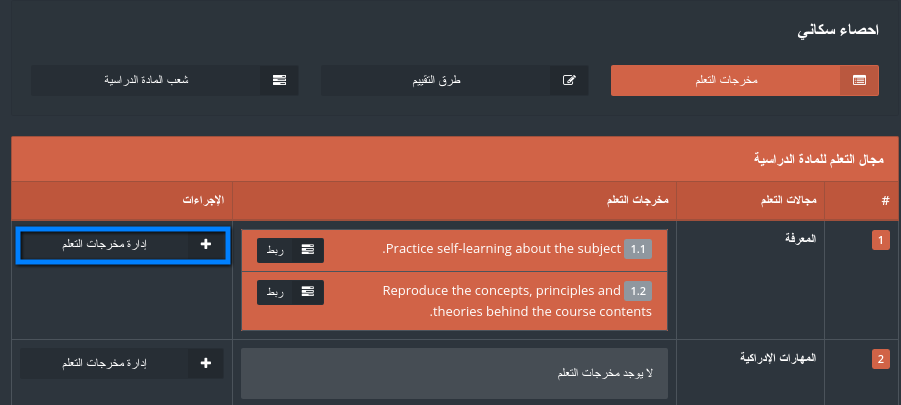 احصاء سكاني
مخرجات التعلم
طرق التقييم
شعب المادة الدراسية
مجال التعلم للمادة الدراسية
# مجالات التعلم مخرجات التعلم الإجراءات
1 المعرفة
1.1 Practice self-learning about the subject.
ربط
إدارة مخرجات التعلم
1.2 Reproduce the concepts, principles and
theories behind the course contents.
ربط
2 المهارات الإدراكية
لا يوجد مخرجات التعلم
إدارة مخرجات التعلم